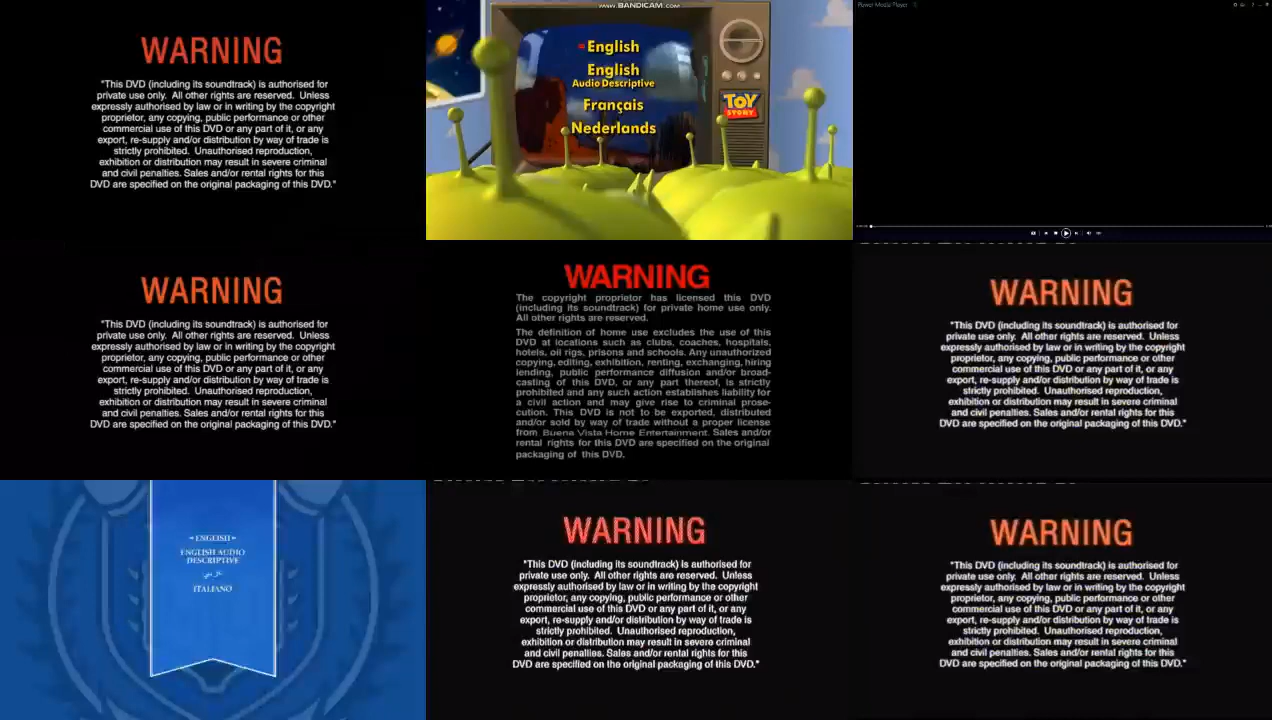 WARNING
"This DVD (including its soundtrack) is authorised for
private use only. All other rights are reserved. Unless
expressly authorised by law or in writing by the copyright
proprietor, any copying, public performance or other
commercial use of this DVD or any part of it, or any
export, re-supply and/or distribution by way of trade is
strictly prohibited. Unauthorised reproduction,
exhibition or distribution may result in severe criminal
and civil penalties. Sales and/or rental rights for this
DVD are specified on the original packaging of this DVD."
www.BANDICAM.com
English
English
Audio Descriptive
Français
Nederlands
TOY
STORY
Power Media Player
WARNING
"This DVD (including its soundtrack) is authorised for
private use only. All other rights are reserved. Unless
expressly authorised by law or in writing by the copyright
proprietor, any copying, public performance or other
commercial use of this DVD or any part of it, or any
export, re-supply and/or distribution by way of trade is
strictly prohibited. Unauthorised reproduction,
exhibition or distribution may result in severe criminal
and civil penalties. Sales and/or rental rights for this
DVD are specified on the original packaging of this DVD."
WARNING
The copyright proprietor has licensed this DVD
(including its soundtrack) for private home use only.
All other rights are reserved.
The definition of home use excludes the use of this
DVD at locations such as clubs, coaches, hospitals,
hotels, oil rigs, prisons and schools. Any unauthorized
copying, editing, exhibition, renting, exchanging, hiring
lending, public performance diffusion and/or broad-
casting of this DVD, or any part thereof, is strictly
prohibited and any such action establishes liability for
a civil action and may give rise to criminal prose-
cution. This DVD is not to be exported, distributed
and/or sold by way of trade without a proper license
from Buena Vista Home Entertainment. Sales and/or
rental rights for this DVD are specified on the original
packaging of this DVD.
WARNING
"This DVD (including its soundtrack) is authorised for
private use only. All other rights are reserved. Unless
expressly authorised by law or in writing by the copyright
proprietor, any copying, public performance or other
commercial use of this DVD or any part of it, or any
export, re-supply and/or distribution by way of trade is
strictly prohibited. Unauthorised reproduction,
exhibition or distribution may result in severe criminal
and civil penalties. Sales and/or rental rights for this
DVD are specified on the original packaging of this DVD."
ENGLISH
ENGLISH AUDIO
DESCRIPTIVE
عربي
ITALIANO
WARNING
"This DVD (including its soundtrack) is authorised for
private use only. All other rights are reserved. Unless
expressly authorised by law or in writing by the copyright
proprietor, any copying, public performance or other
commercial use of this DVD or any part of it, or any
export, re-supply and/or distribution by way of trade is
strictly prohibited. Unauthorised reproduction,
exhibition or distribution may result in severe criminal
and civil penalties. Sales and/or rental rights for this
DVD are specified on the original packaging of this DVD."
WARNING
"This DVD (including its soundtrack) is authorised for
private use only. All other rights are reserved. Unless
expressly authorised by law or in writing by the copyright
proprietor, any copying, public performance or other
commercial use of this DVD or any part of it, or any
export, re-supply and/or distribution by way of trade is
strictly prohibited. Unauthorised reproduction,
exhibition or distribution may result in severe criminal
and civil penalties. Sales and/or rental rights for this
DVD are specified on the original packaging of this DVD."